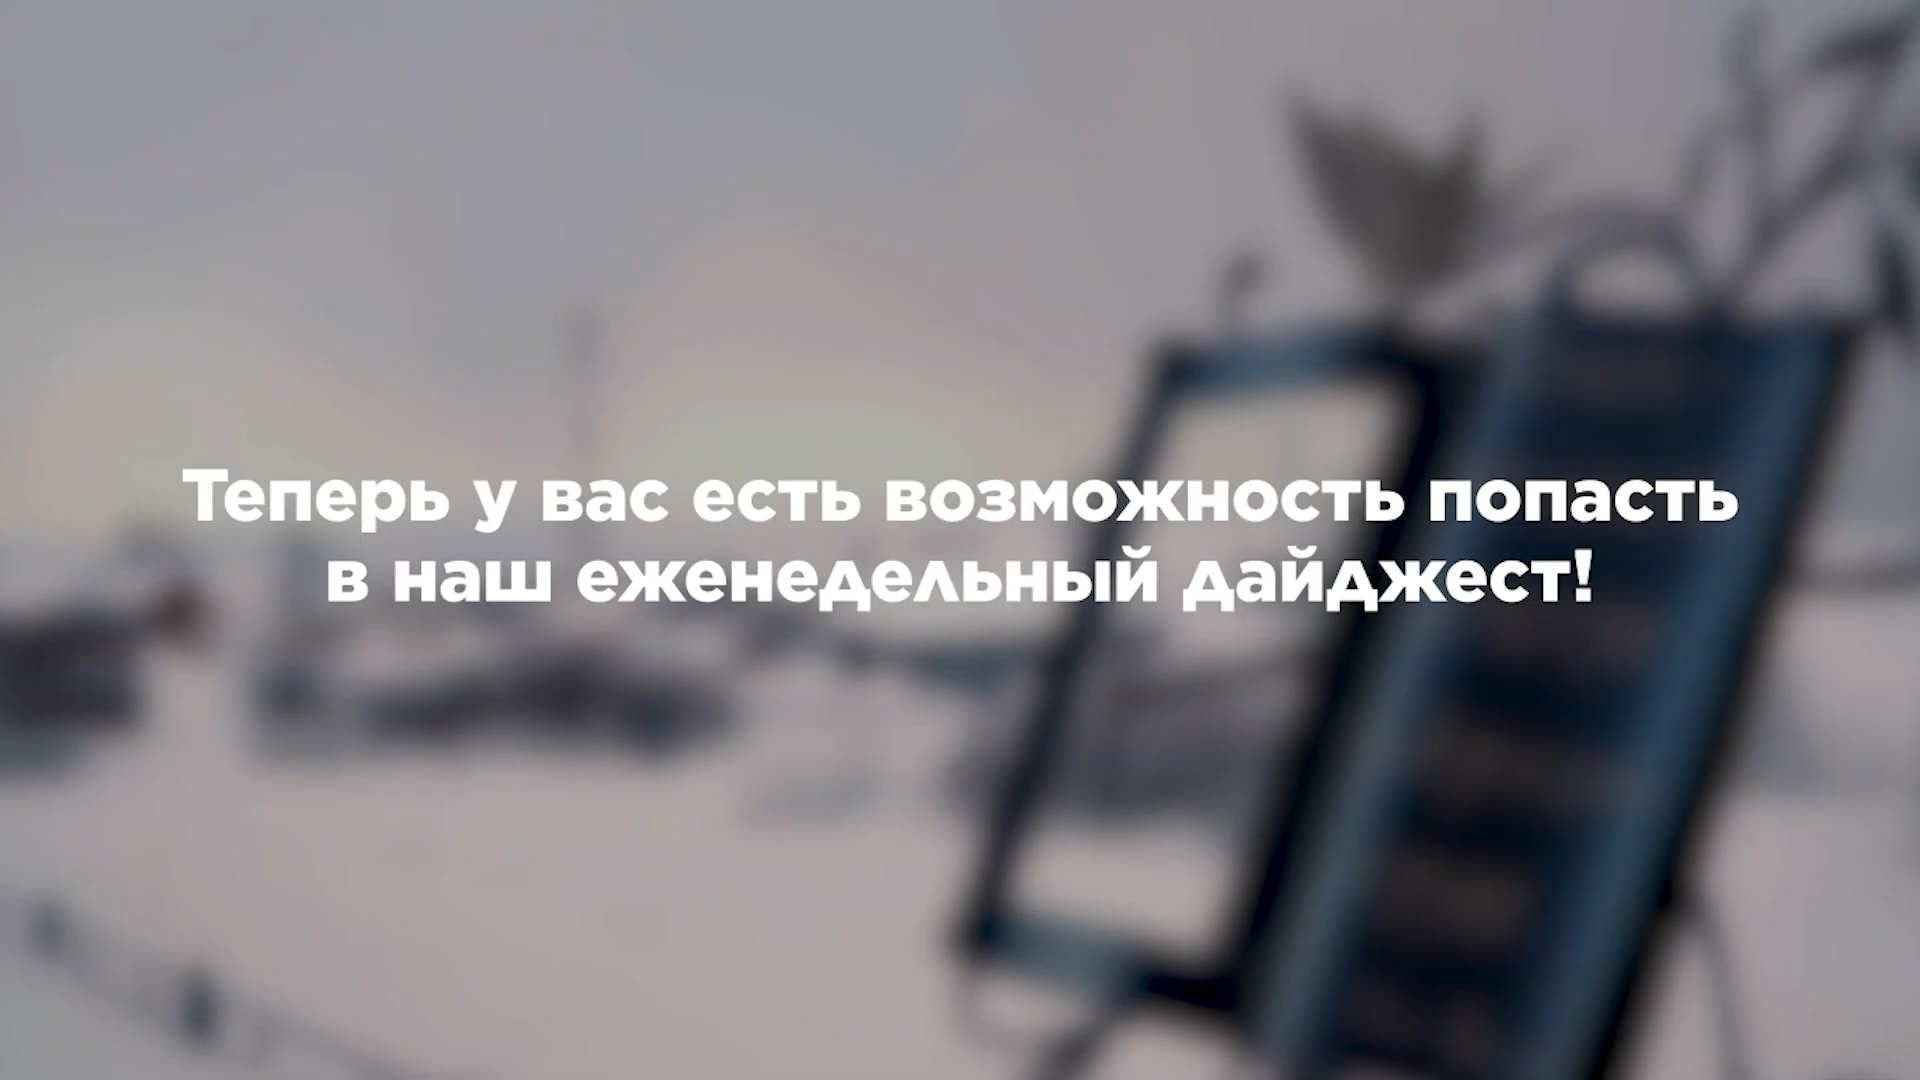 Теперь у вас есть возможность попасть
в наш еженедельный дайджест!